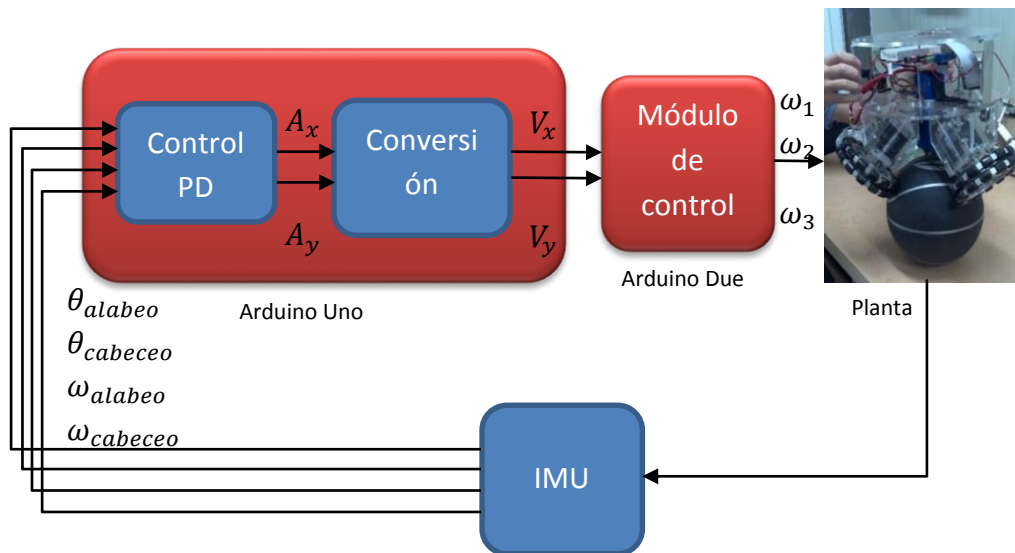 Control
PD
A_x
A_y
Conversi
ón
V_x
V_y
Módulo
de
control
ω_1
ω_2
ω_3
Arduino Uno
Arduino Due
Planta
θ_alabeo
θ_cabeceo
ω_alabeo
ω_cabeceo
IMU